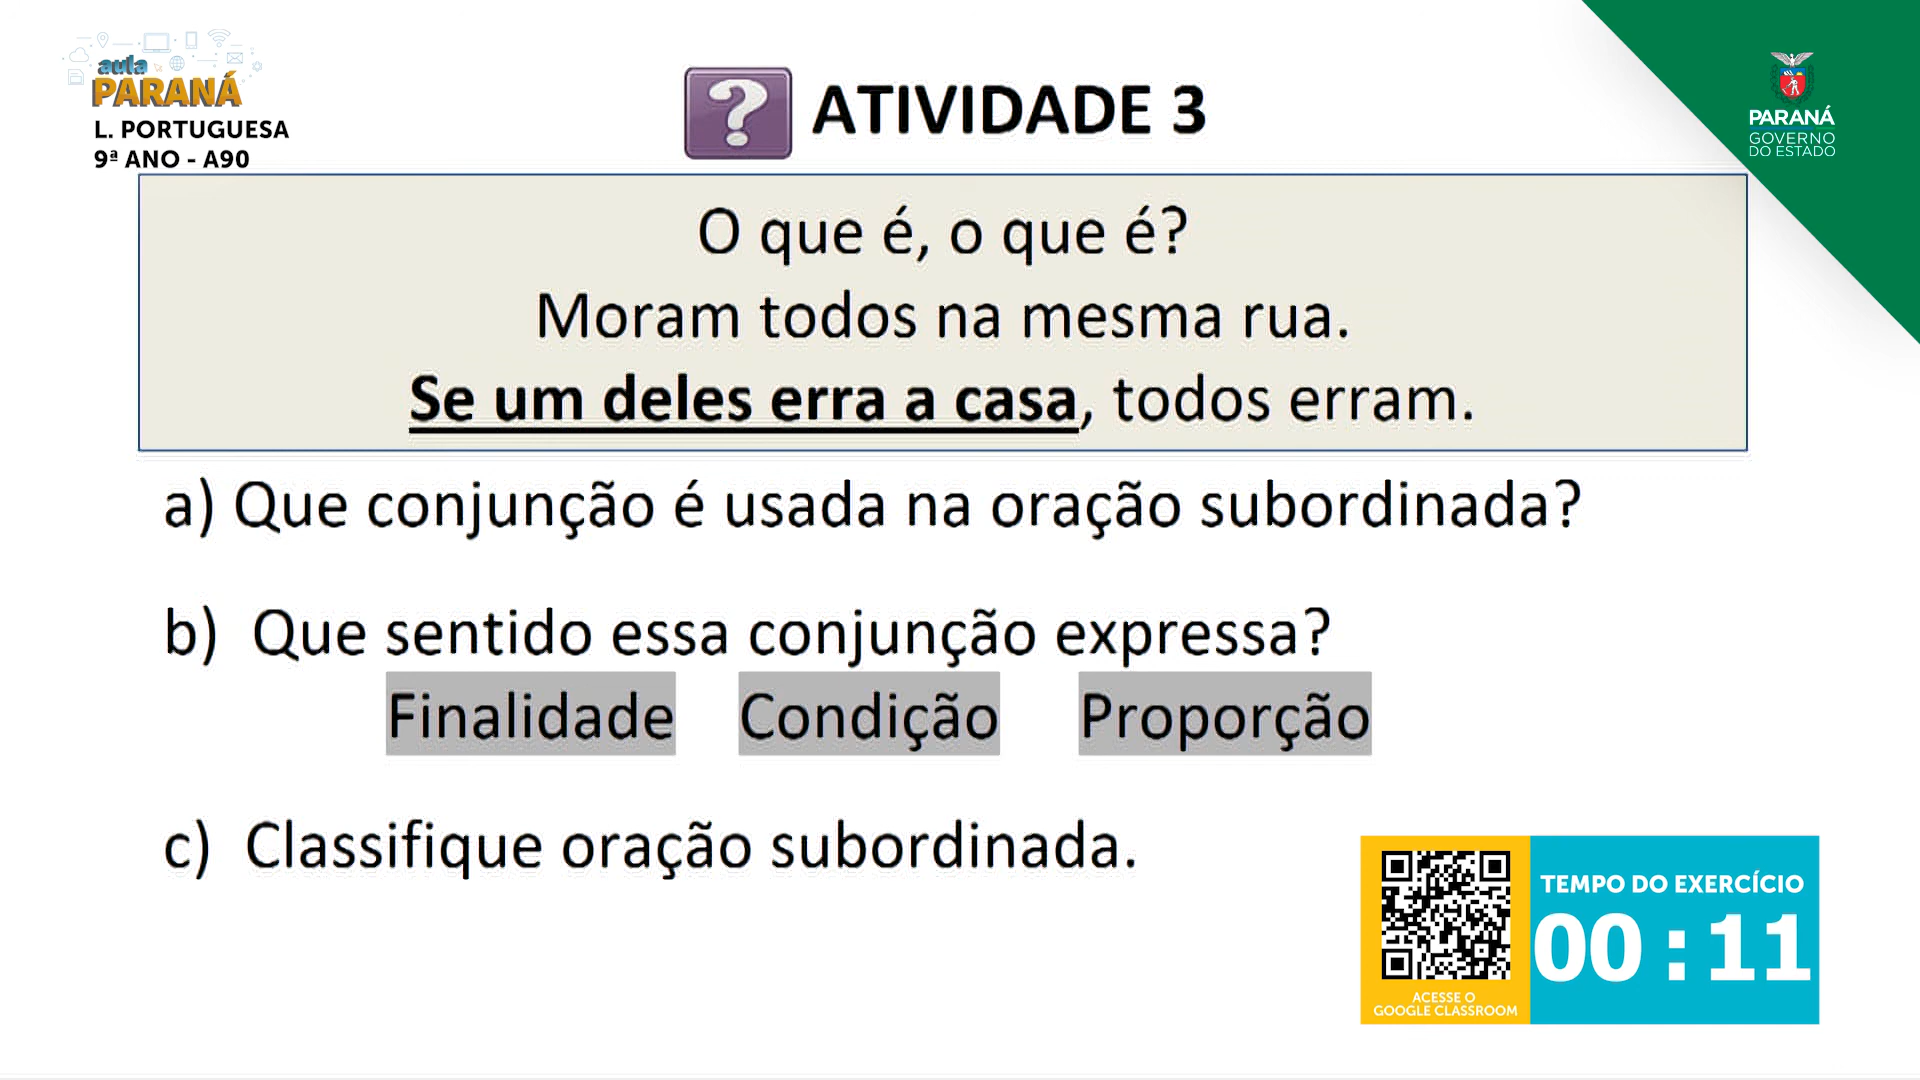 aula
PARANÁ
L. PORTUGUESA
9ª ANO - A90
ATIVIDADE 3
PARANÁ
GOVERNO
DO ESTADO
O que é, o que é?
Moram todos na mesma rua.
Se um deles erra a casa, todos erram.
a) Que conjunção é usada na oração subordinada?
b) Que sentido essa conjunção expressa?
Finalidade Condição Proporção
c) Classifique oração subordinada.
TEMPO DO EXERCÍCIO
00 : 11
ACESSE O
GOOGLE CLASSROOM